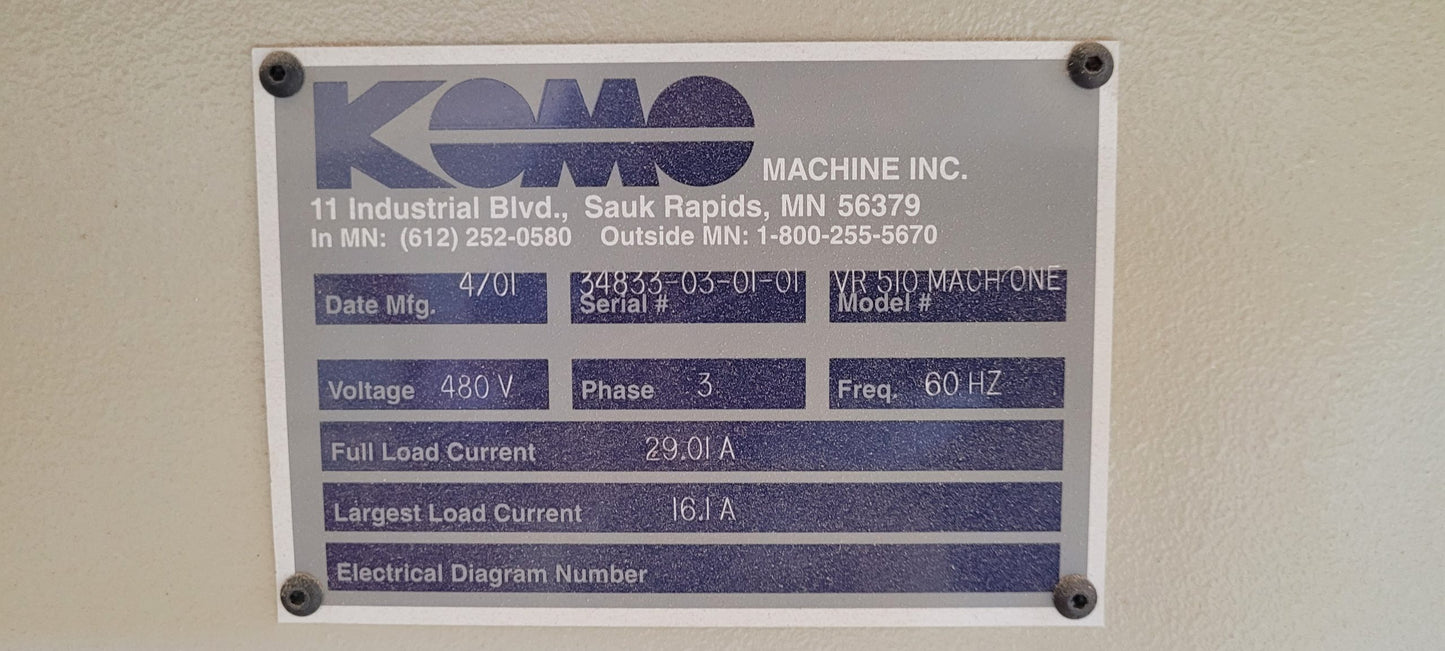 KOMO MACHINE INC.
11 Industrial Blvd., Sauk Rapids, MN 56379
In MN: (612) 252-0580 Outside MN: 1-800-255-5670
Date Mfg. 4/01 Serial # 34833-03-01-01 Model # VR 510 MACH ONE
Voltage 480 V Phase 3 Freq. 60 HZ
Full Load Current 29.01 A
Largest Load Current 16.1 A
Electrical Diagram Number